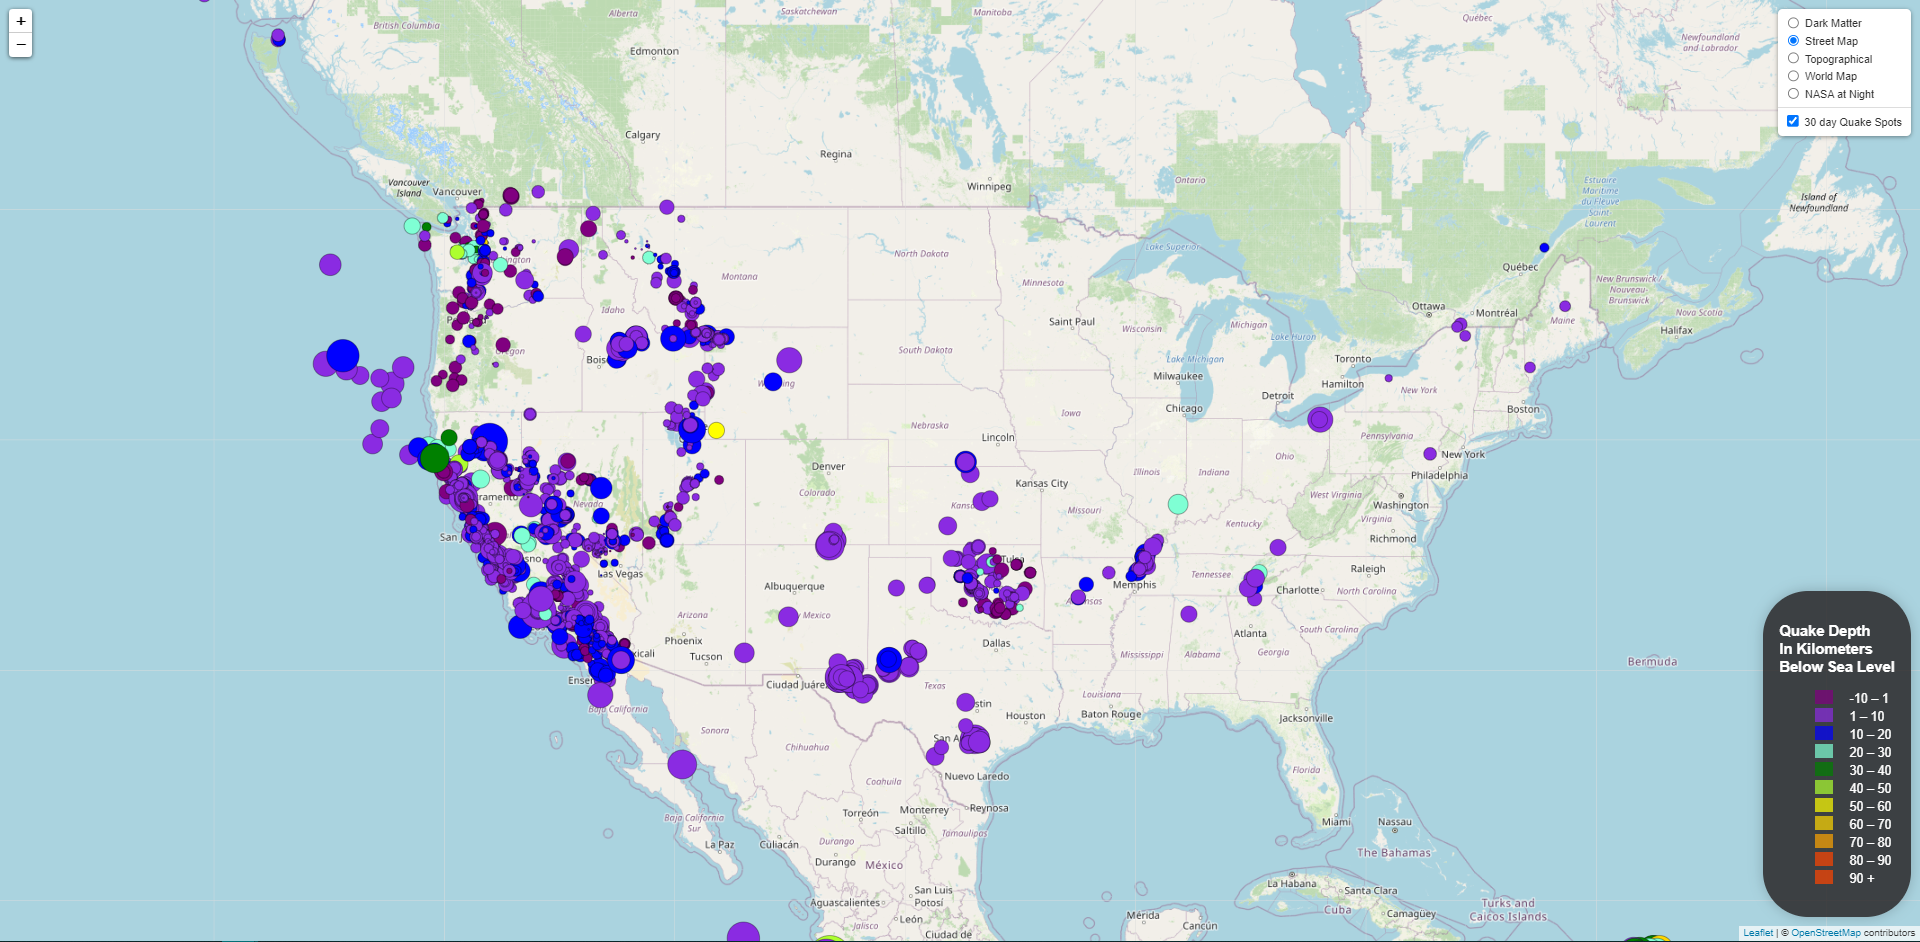 +
−
Dark Matter
Street Map
Topographical
World Map
NASA at Night
30 day Quake Spots
Alberta
Saskatchewan
Manitoba
Québec
British Columbia
Newfoundland
and Labrador
Edmonton
Calgary
Regina
Winnipeg
Ontario
Vancouver
Island
Vancouver
Estuaire
Maritime
du Fleuve
Saint
Laurent
Island of
Newfoundland
Lake Superior
North Dakota
Montana
Minnesota
Québec
New Brunswick /
Nouveau-
Brunswick
Idaho
Saint Paul
Wisconsin
Michigan
Lake Huron
Ottawa
Montréal
Maine
Nova Scotia
Halifax
South Dakota
Lake Michigan
Toronto
Hamilton
Milwaukee
Detroit
New York
Chicago
Boston
Iowa
Nebraska
Lincoln
Pennsylvania
Ohio
New York
Philadelphia
Denver
Colorado
Kansas City
Illinois
Indiana
West Virginia
Washington
Nevada
Missouri
Kentucky
Virginia
Richmond
Las Vegas
Albuquerque
Memphis
Tennessee
Raleigh
Charlotte
North Carolina
Arizona
Mexico
Phoenix
Tucson
Dallas
Atlanta
South Carolina
Mississippi
Alabama
Georgia
Bermuda
Ciudad Juárez
Texas
Louisiana
Baja California
Houston
Baton Rouge
Jacksonville
Sonora
Chihuahua
Coahuila
Nuevo Laredo
Florida
Reynosa
Monterrey
Torreón
Saltillo
Tamaulipas
Baja California
Sur
La Paz
Culiacán
Durango
Durango
México
Miami
Nassau
The Bahamas
La Habana
Santa Clara
Cuba
Camagüey
Turks and
Caicos Islands
San Luis
Potosí
Aguascalientes
León
Jalisco
Ciudad de
Mérida
Cancún
Quake Depth
In Kilometers
Below Sea Level
-10 – 1
1 – 10
10 – 20
20 – 30
30 – 40
40 – 50
50 – 60
60 – 70
70 – 80
80 – 90
90 +
Leaflet | © OpenStreetMap contributors